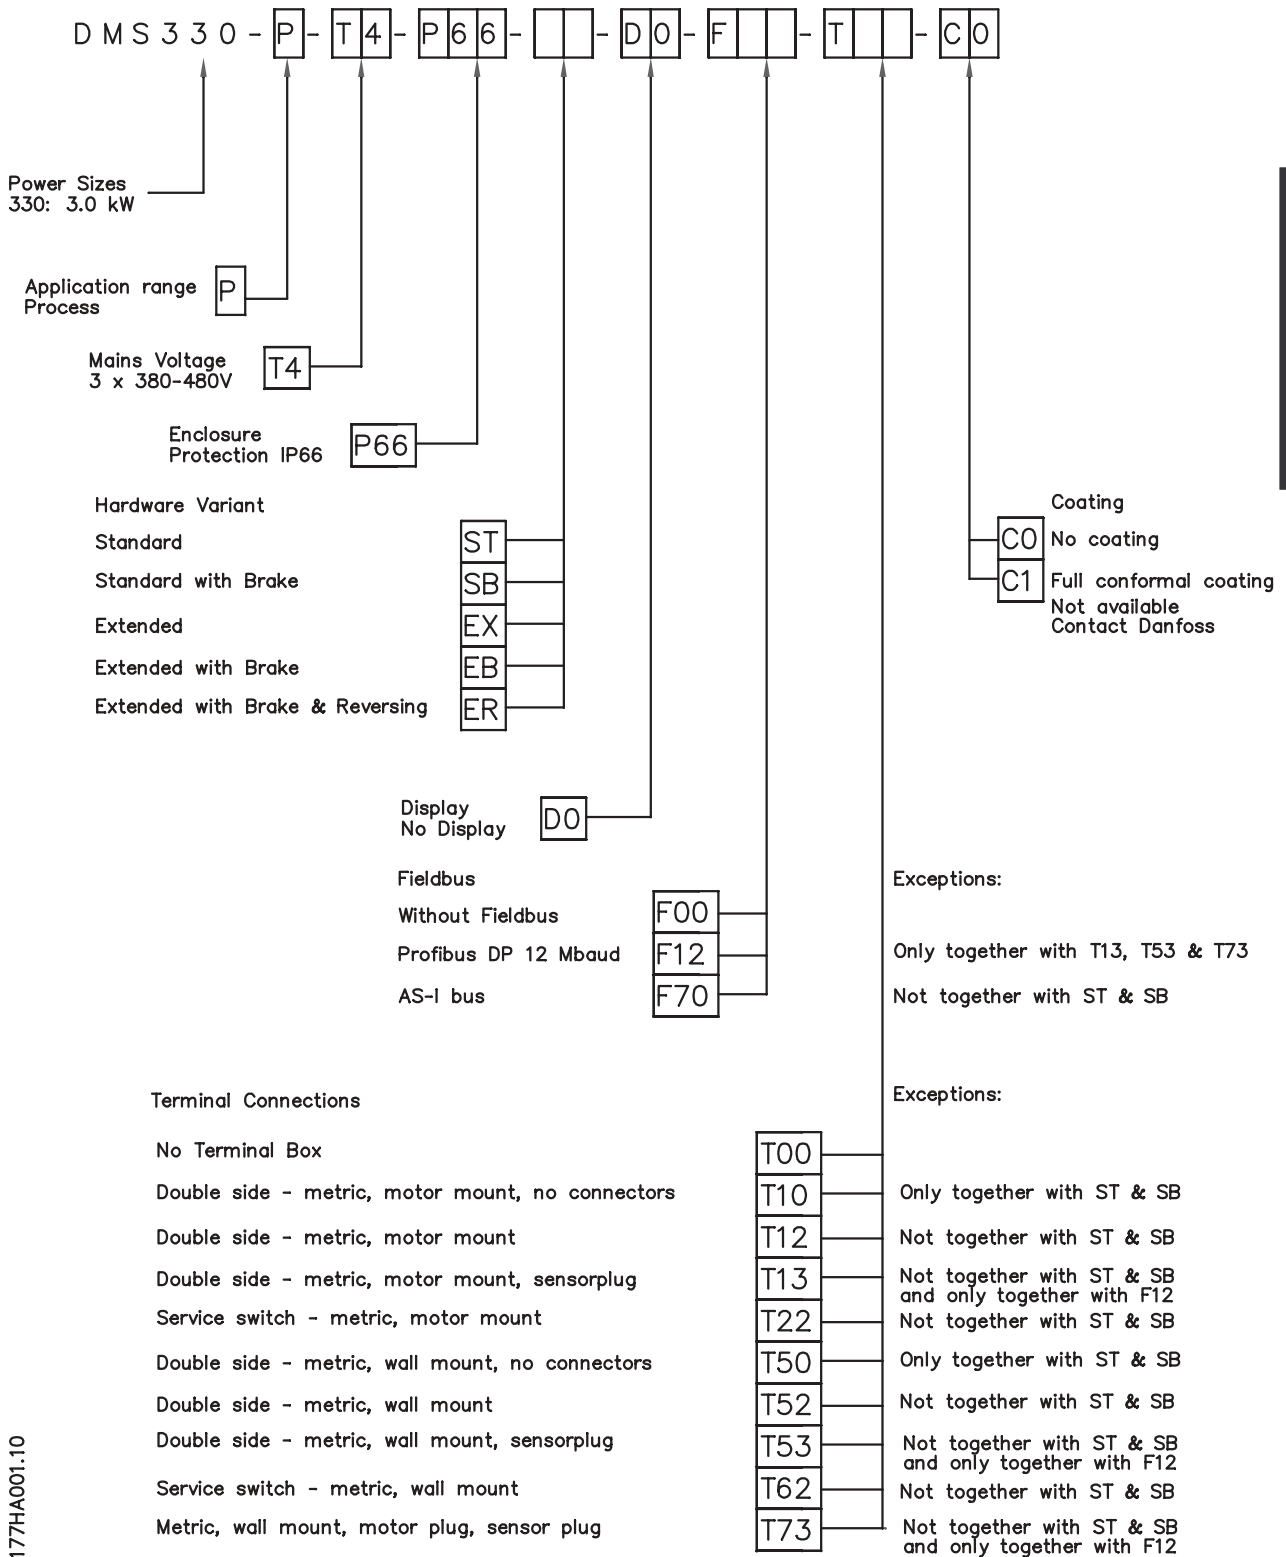 DMS330-P-T4-P66-  -D0-F  -T  -C0
Power Sizes
330: 3.0 kW
Application range
Process
P
Mains Voltage
3 x 380-480V
T4
Enclosure
Protection IP66
P66
Hardware Variant
Standard ST
Standard with Brake SB
Extended EX
Extended with Brake EB
Extended with Brake & Reversing ER
Coating
C0 No coating
C1 Full conformal coating
Not available
Contact Danfoss
Display
No Display
D0
Fieldbus Exceptions:
Without Fieldbus F00
Profibus DP 12 Mbaud F12 Only together with T13, T53 & T73
AS-I bus F70 Not together with ST & SB
Terminal Connections Exceptions:
No Terminal Box T00
Double side - metric, motor mount, no connectors T10 Only together with ST & SB
Double side - metric, motor mount T12 Not together with ST & SB
Double side - metric, motor mount, sensorplug T13 Not together with ST & SB
and only together with F12
Service switch - metric, motor mount T22 Not together with ST & SB
Double side - metric, wall mount, no connectors T50 Only together with ST & SB
Double side - metric, wall mount T52 Not together with ST & SB
Double side - metric, wall mount, sensorplug T53 Not together with ST & SB
and only together with F12
Service switch - metric, wall mount T62 Not together with ST & SB
Metric, wall mount, motor plug, sensor plug T73 Not together with ST & SB
and only together with F12
177HA001.10